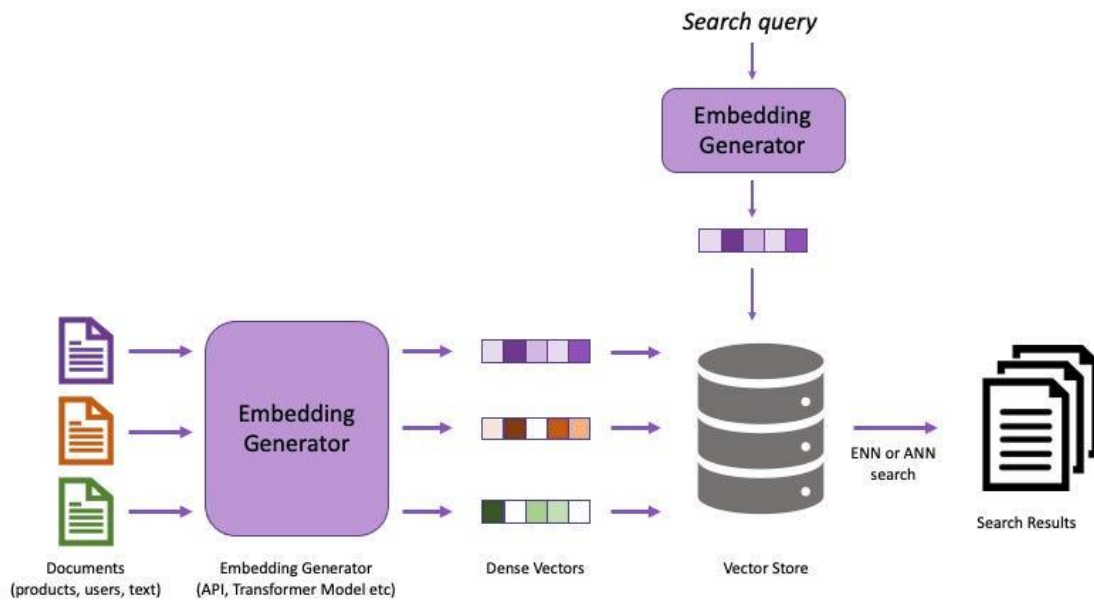 Search query
Embedding
Generator
Embedding
Generator
ENN or ANN
search
Search Results
Documents
(products, users, text)
Embedding Generator
(API, Transformer Model etc)
Dense Vectors
Vector Store